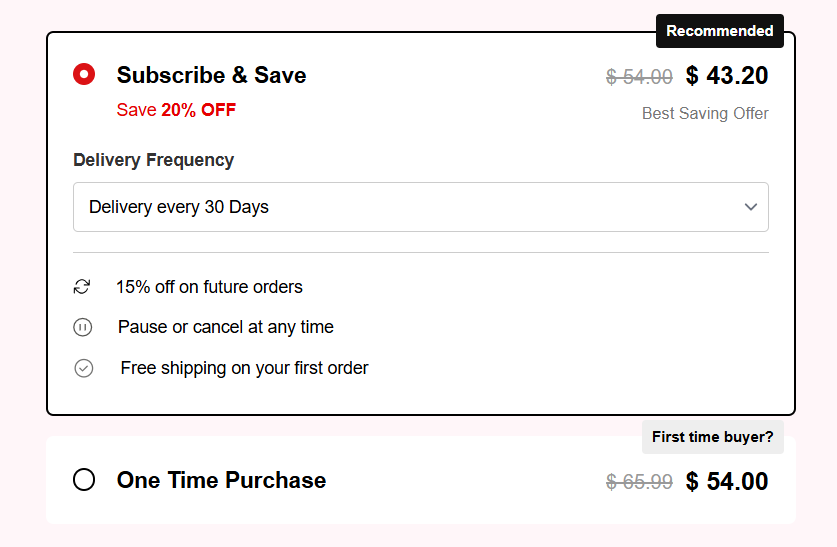 Recommended
Subscribe & Save $ 54.00 $ 43.20
Save 20% OFF Best Saving Offer
Delivery Frequency
Delivery every 30 Days
15% off on future orders
Pause or cancel at any time
Free shipping on your first order
First time buyer?
One Time Purchase $ 65.99 $ 54.00